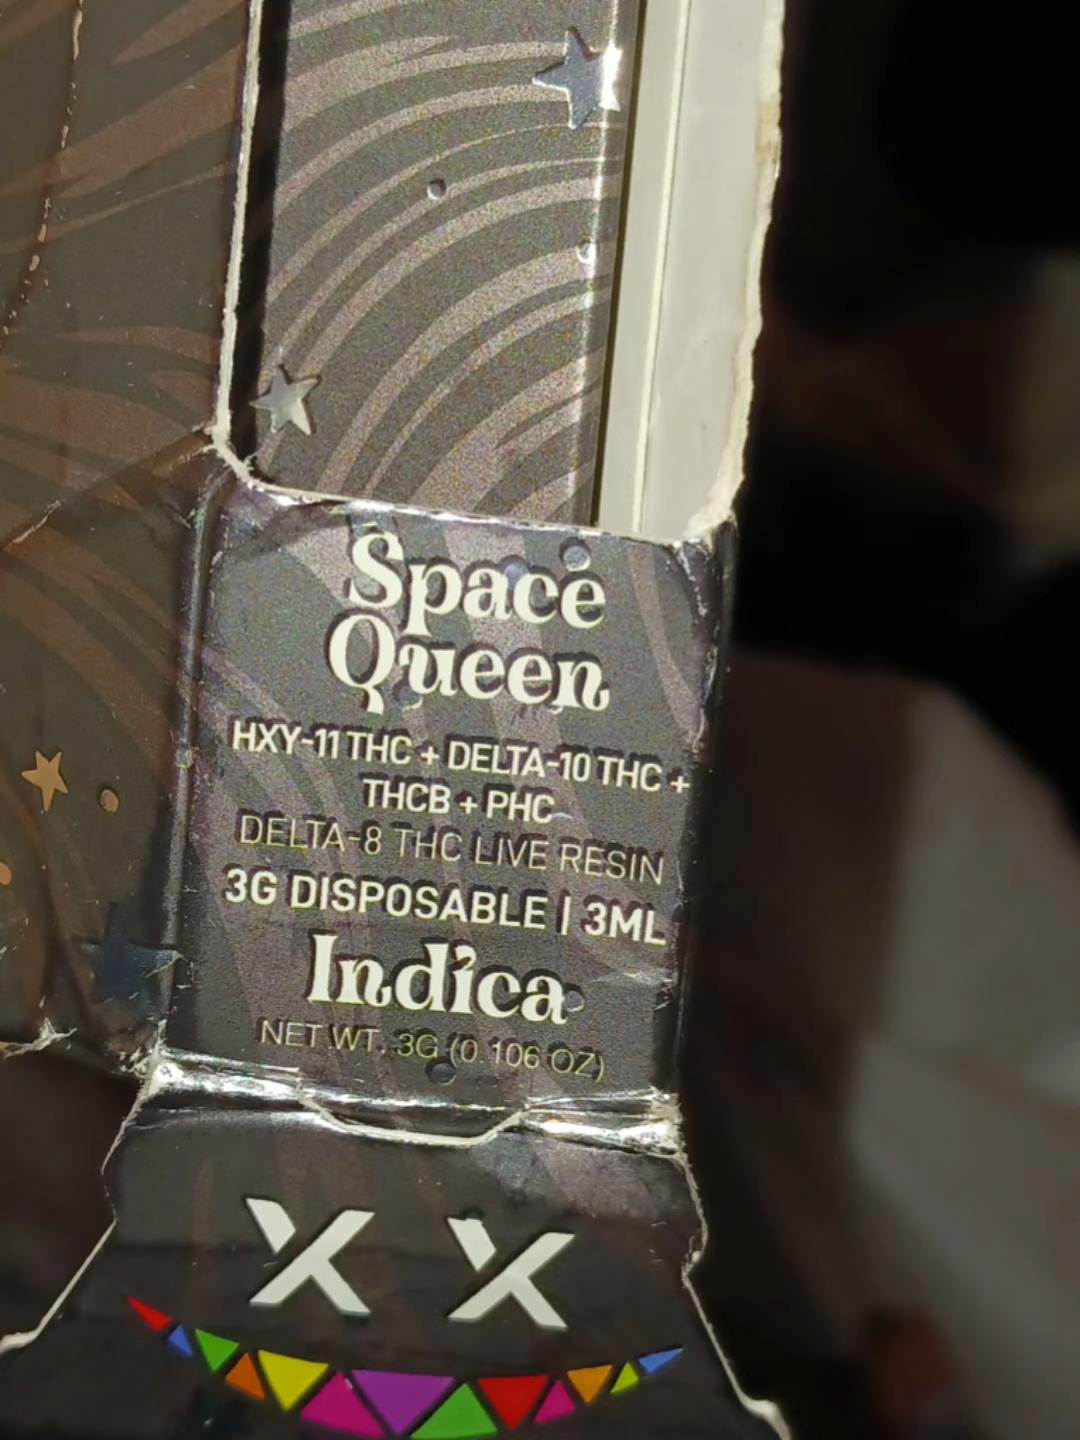 Space
Queen
HXY-11 THC + DELTA-10 THC +
THCB + PHC
DELTA-8 THC LIVE RESIN
3G DISPOSABLE | 3ML
Indica
NET WT. 3G (0.106 OZ)